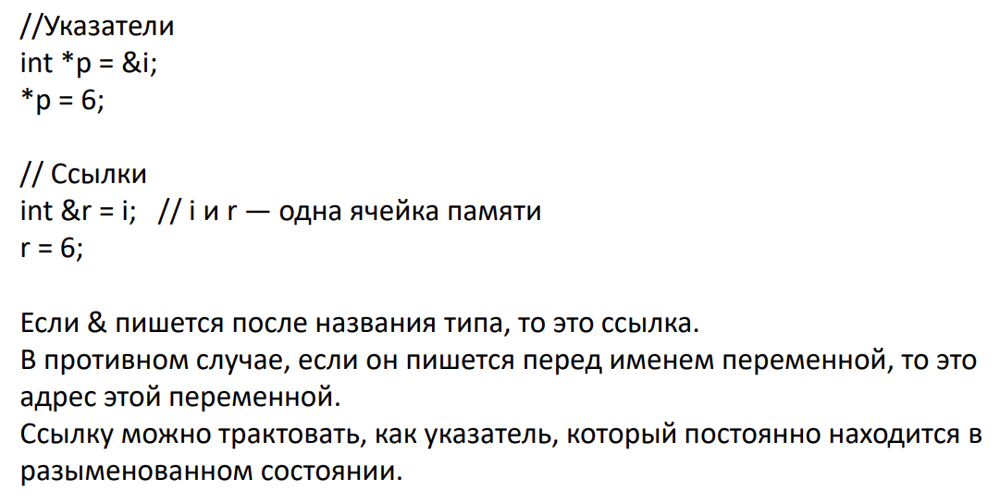 //Указатели
int *p = &i;
*p = 6;
// Ссылки
int &r = i;   // i и r — одна ячейка памяти
r = 6;
Если & пишется после названия типа, то это ссылка.
В противном случае, если он пишется перед именем переменной, то это
адрес этой переменной.
Ссылку можно трактовать, как указатель, который постоянно находится в
разыменованном состоянии.